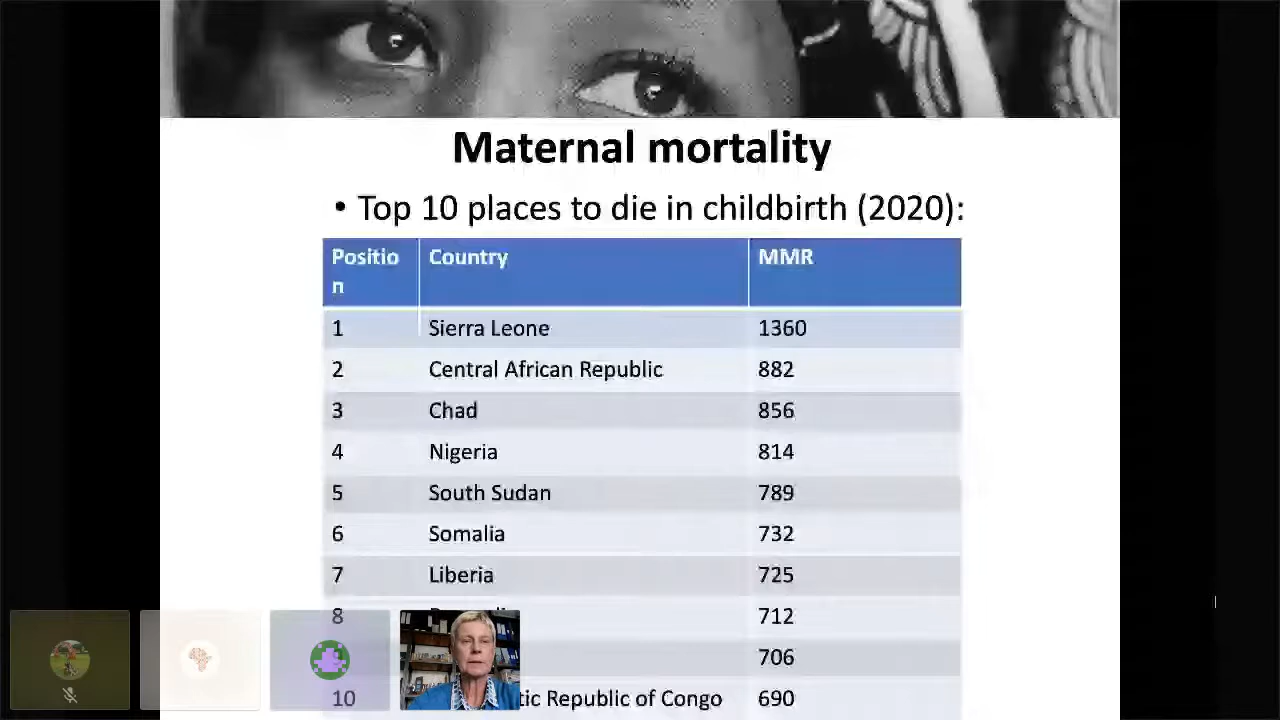 Maternal mortality
• Top 10 places to die in childbirth (2020):
Positio
n
Country
MMR
1 Sierra Leone 1360
2 Central African Republic 882
3 Chad 856
4 Nigeria 814
5 South Sudan 789
6 Somalia 732
7 Liberia 725
8 712
706
10 Republic of Congo 690